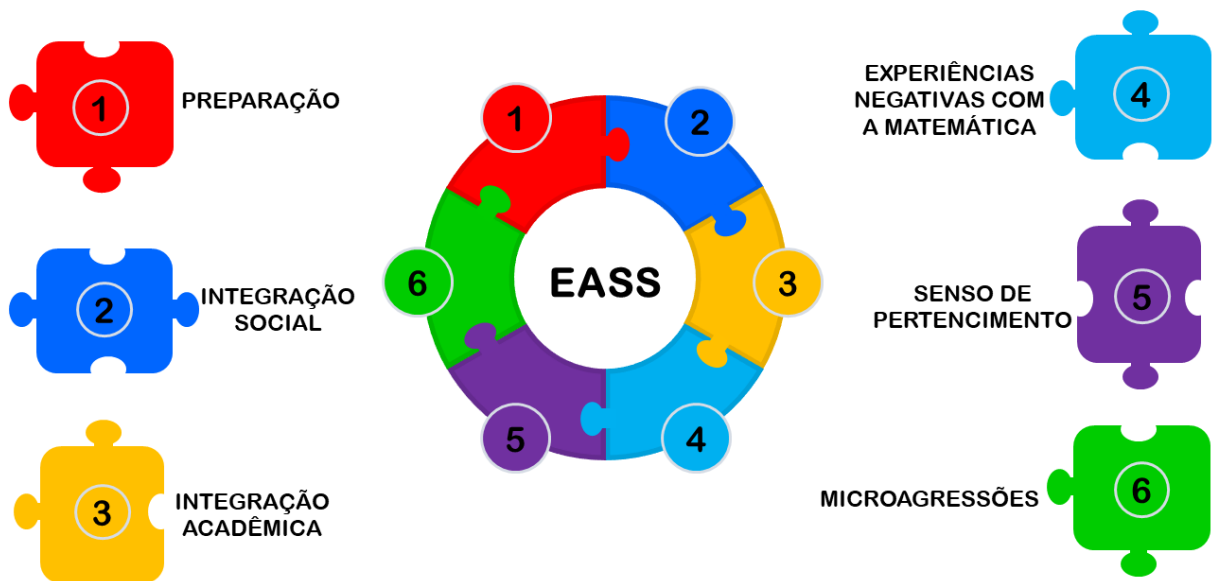 1
PREPARAÇÃO
2
INTEGRAÇÃO
SOCIAL
3
INTEGRAÇÃO
ACADÊMICA
1
2
3
4
5
6
EASS
EXPERIÊNCIAS
NEGATIVAS COM
A MATEMÁTICA
4
SENSO DE
PERTENCIMENTO
5
MICROAGRESSÕES
6